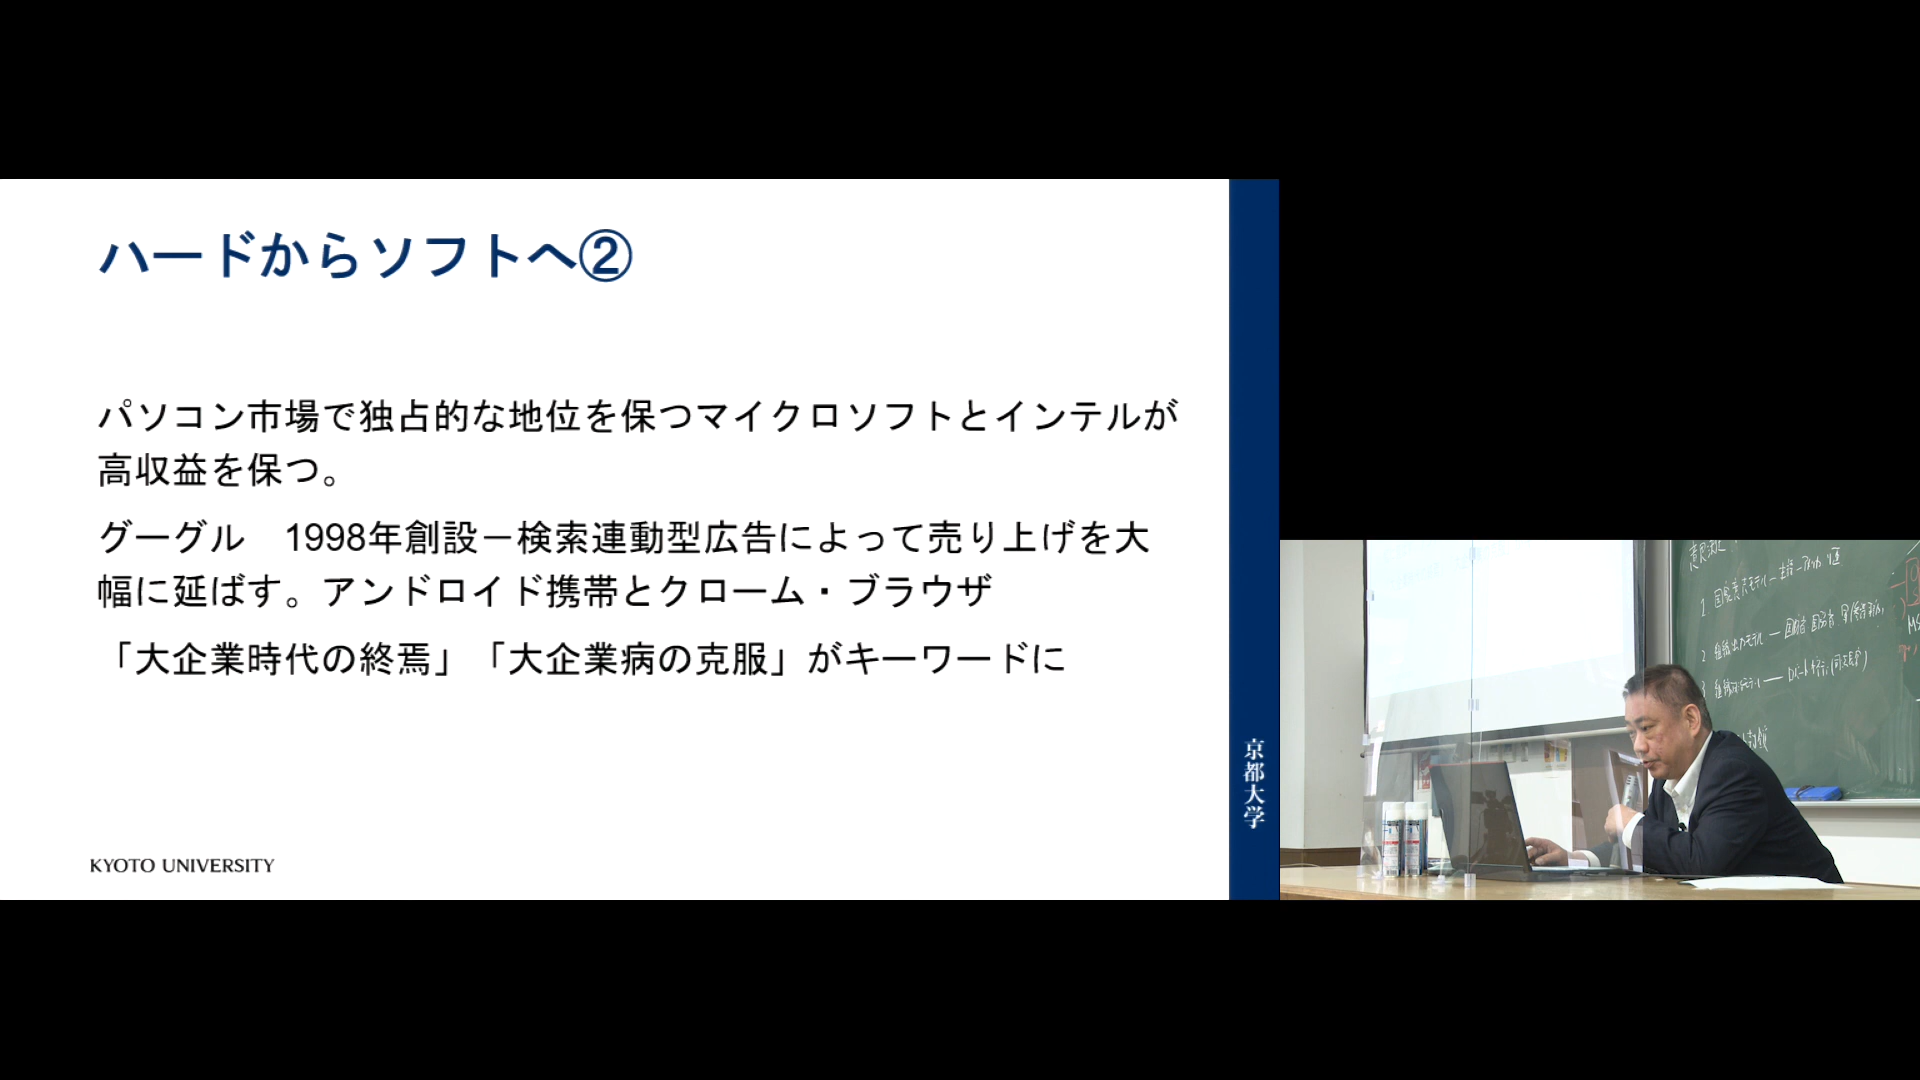 ハードからソフトへ②
パソコン市場で独占的な地位を保つマイクロソフトとインテルが
高収益を保つ。
グーグル　1998年創設－検索連動型広告によって売り上げを大
幅に延ばす。アンドロイド携帯とクローム・ブラウザ
「大企業時代の終焉」「大企業病の克服」がキーワードに
KYOTO UNIVERSITY
京都大学
1
2
3